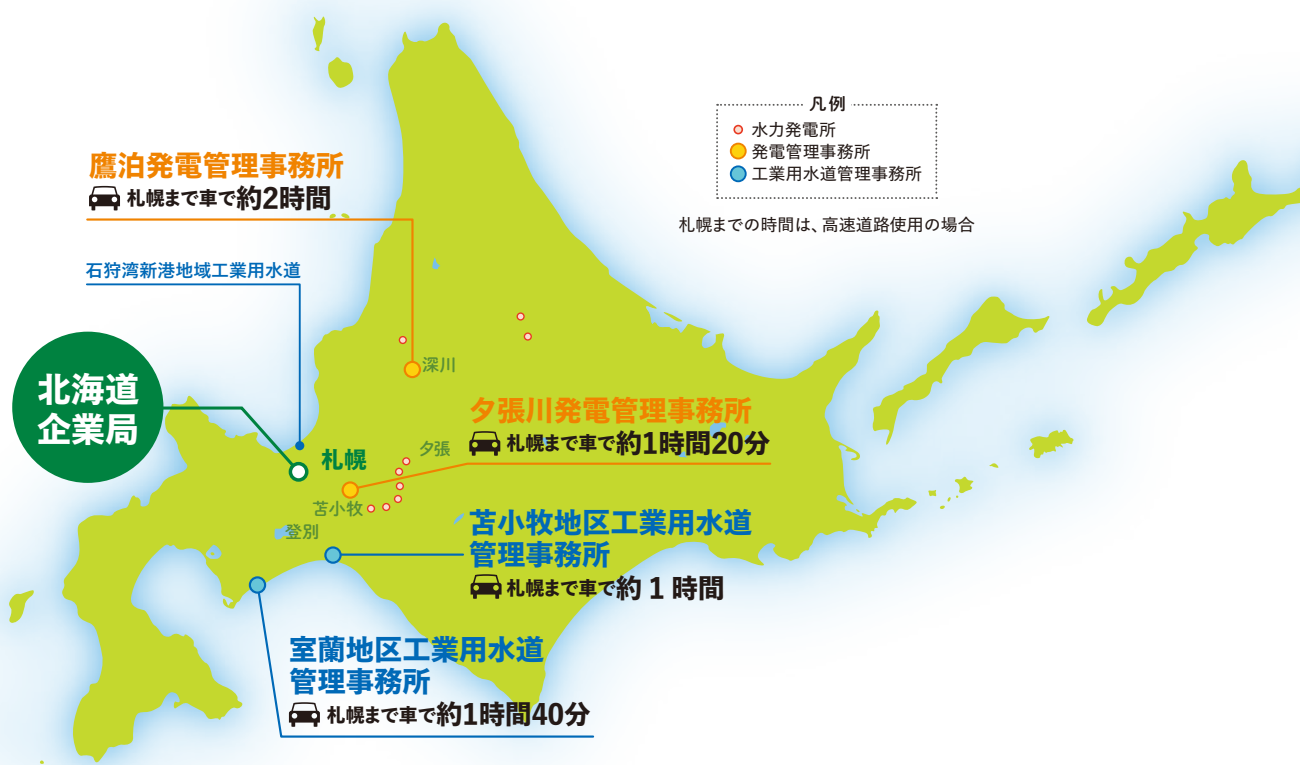 凡例
水力発電所
発電管理事務所
工業用水道管理事務所
札幌までの時間は、高速道路使用の場合
鷹泊発電管理事務所
札幌まで車で約2時間
石狩湾新港地域工業用水道
北海道
企業局
深川
夕張川発電管理事務所
札幌まで車で約1時間20分
夕張
札幌
苫小牧
登別
苫小牧地区工業用水道
管理事務所
札幌まで車で約1時間
室蘭地区工業用水道
管理事務所
札幌まで車で約1時間40分